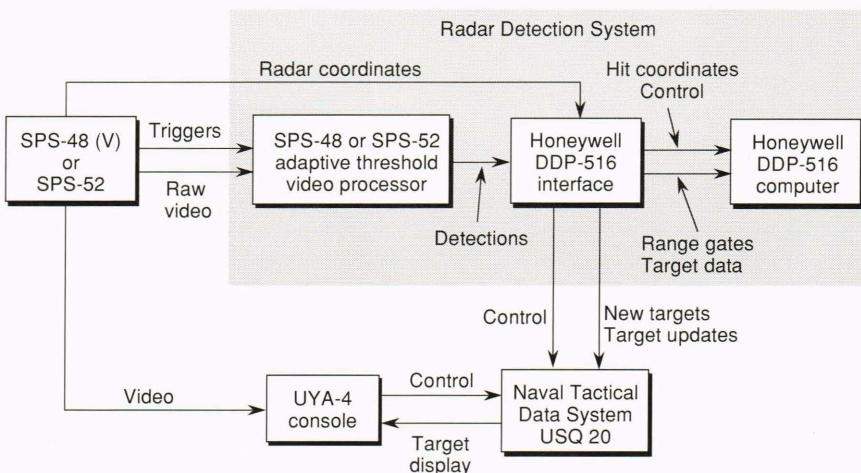 Radar Detection System
Radar coordinates
Hit coordinates
Control
SPS-48 (V)
or
SPS-52
Triggers
Raw
video
SPS-48 or SPS-52
adaptive threshold
video processor
Detections
Honeywell
DDP-516
interface
Honeywell
DDP-516
computer
Range gates
Target data
Control
New targets
Target updates
Video
UYA-4
console
Control
Target
display
Naval Tactical
Data System
USQ 20